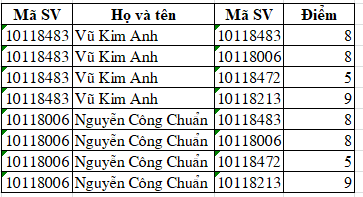 Mã SV Họ và tên Mã SV Điểm
10118483 Vũ Kim Anh 10118483 8
10118483 Vũ Kim Anh 10118006 8
10118483 Vũ Kim Anh 10118472 5
10118483 Vũ Kim Anh 10118213 9
10118006 Nguyễn Công Chuẩn 10118483 8
10118006 Nguyễn Công Chuẩn 10118006 8
10118006 Nguyễn Công Chuẩn 10118472 5
10118006 Nguyễn Công Chuẩn 10118213 9